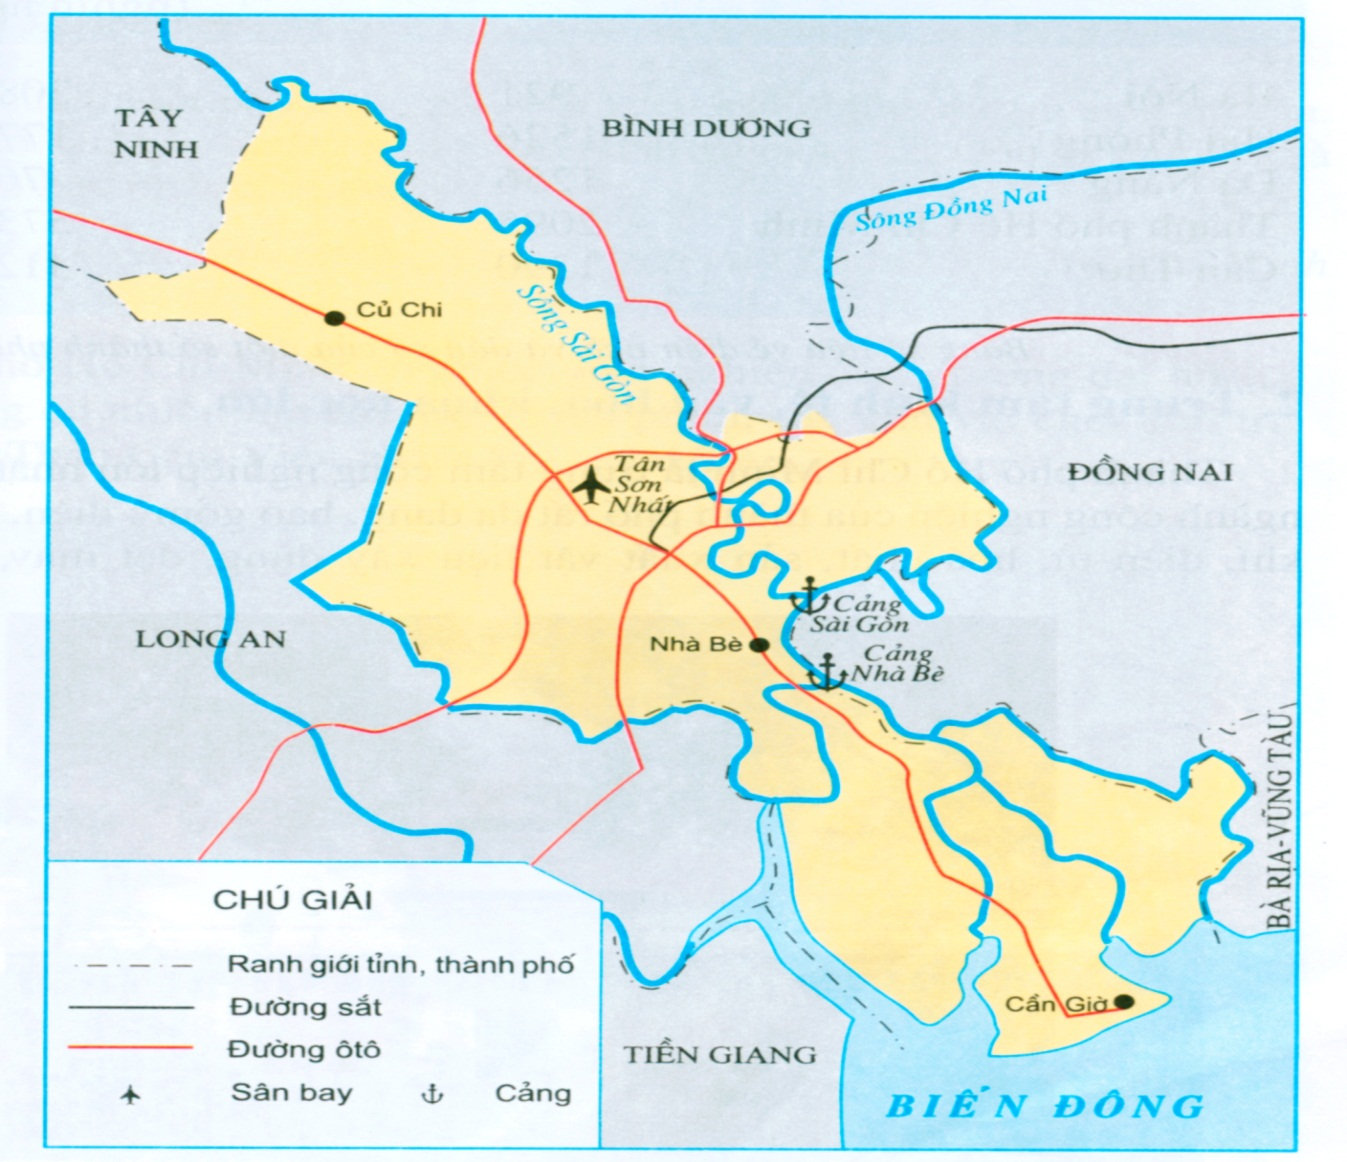 TÂY
NINH
BÌNH DƯƠNG
Sông Đồng Nai
Củ Chi
Sông Sài Gòn
Tân
Sơn
Nhất
ĐỒNG NAI
LONG AN
Cảng
Sài Gòn
Nhà Bè
Cảng
Nhà Bè
BÀ RỊA-VŨNG TÀU
CHÚ GIẢI
Ranh giới tỉnh, thành phố
Đường sắt
Đường ôtô
Sân bay
Cảng
Cần Giờ
TIỀN GIANG
BIỂN ĐÔNG